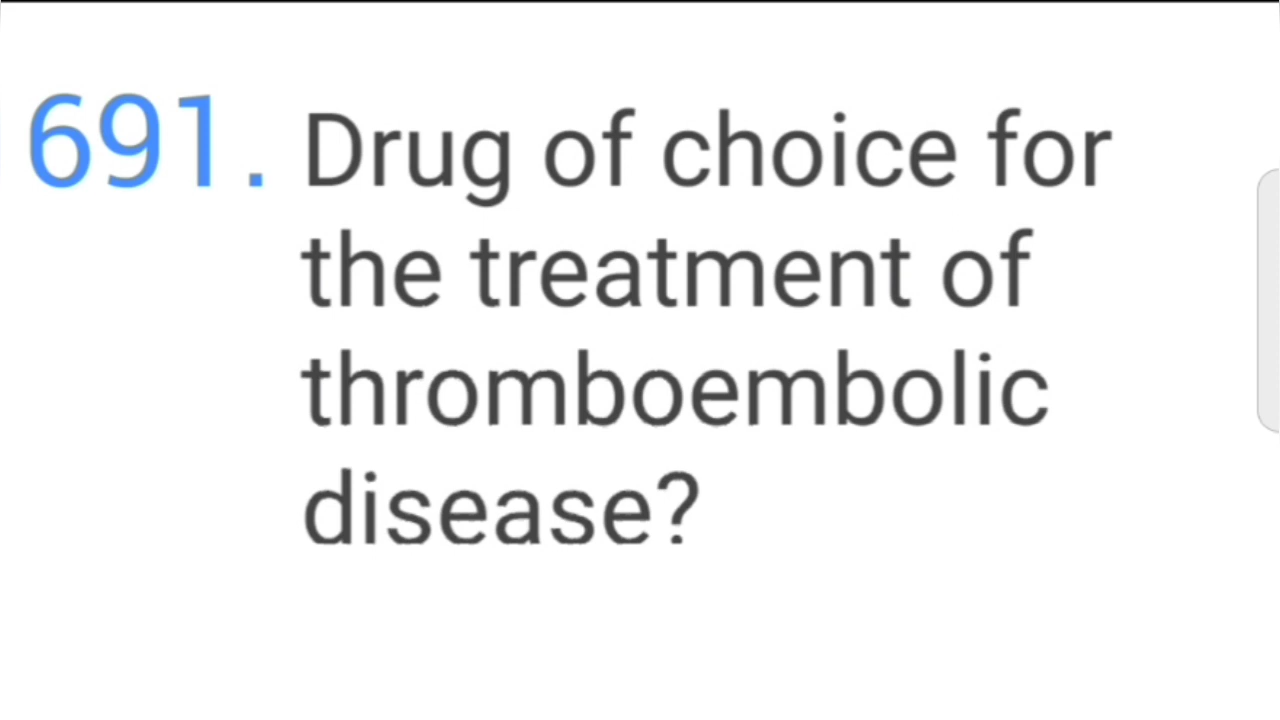 691. Drug of choice for
the treatment of
thromboembolic
disease?